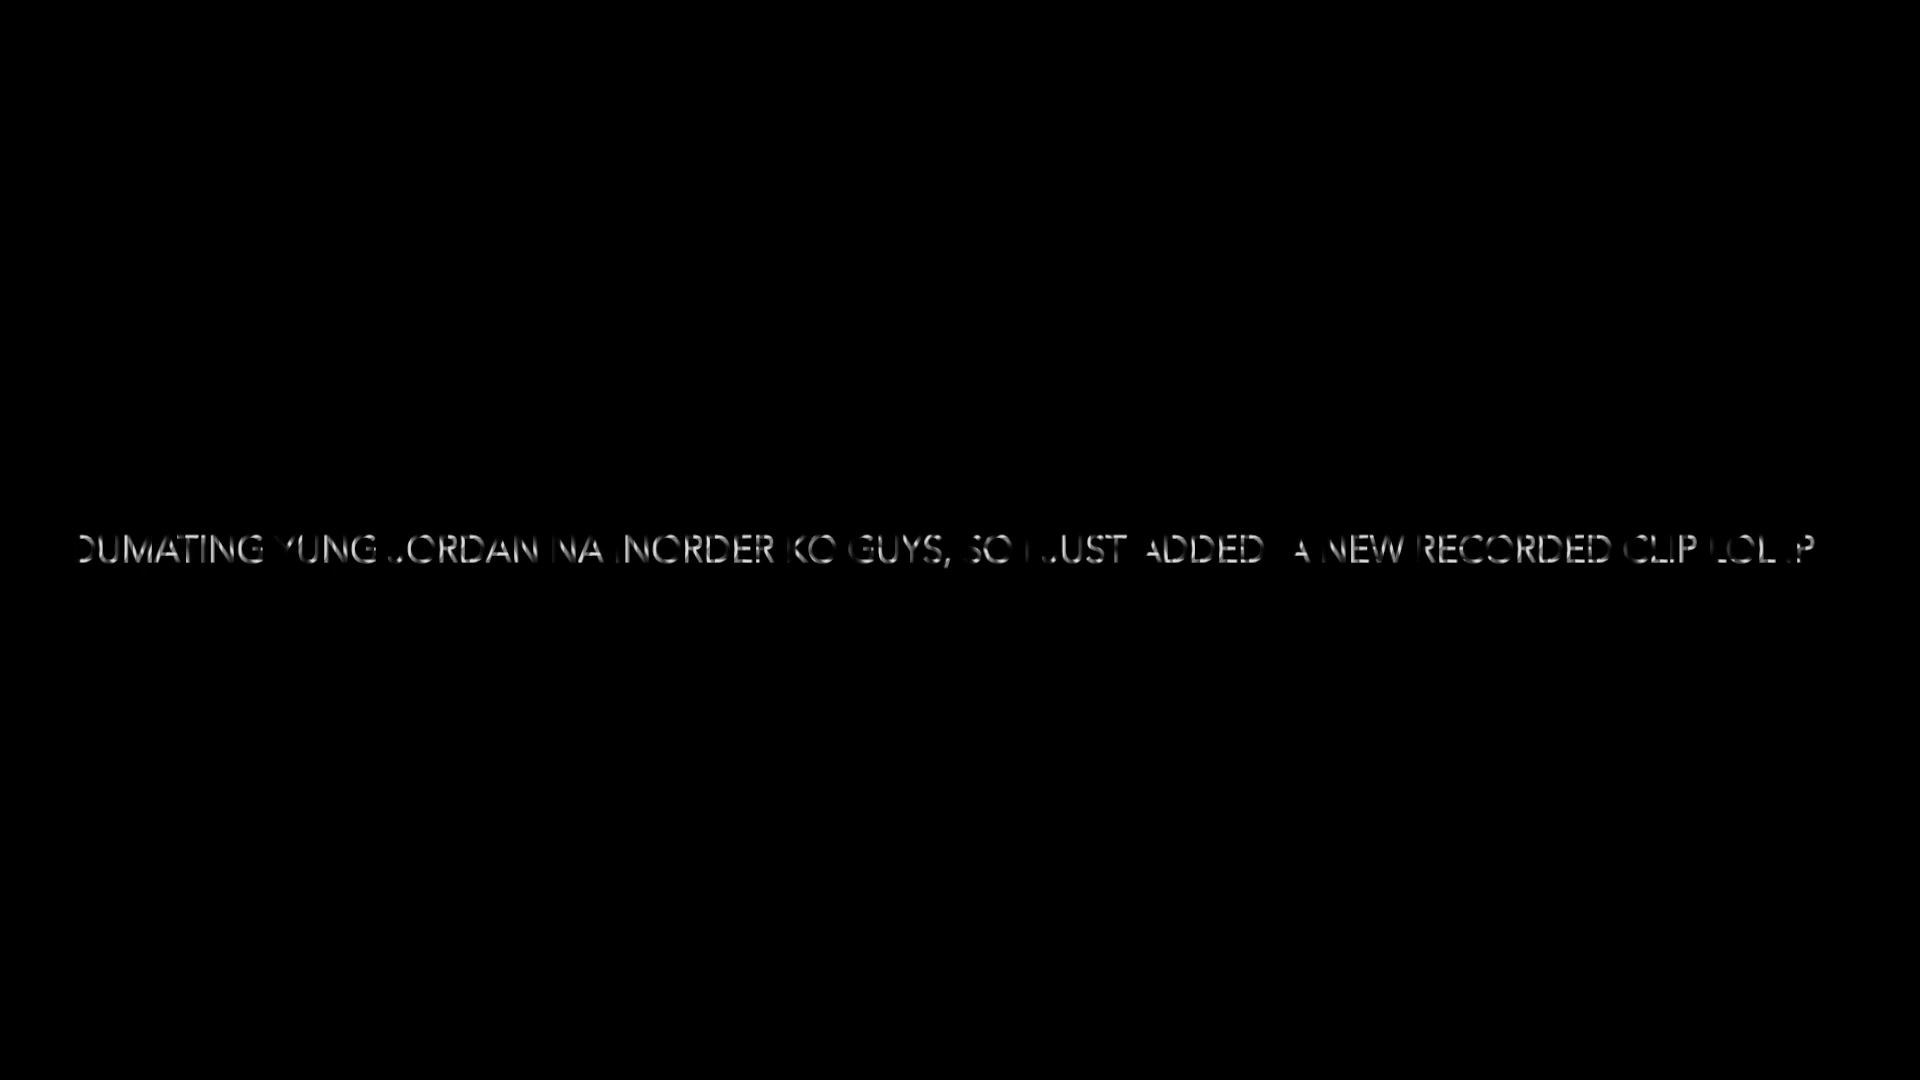 DUMATING YUNG JORDAN NA INORDER KO GUYS, SO I JUST ADDED A NEW RECORDED CLIP LOL :P